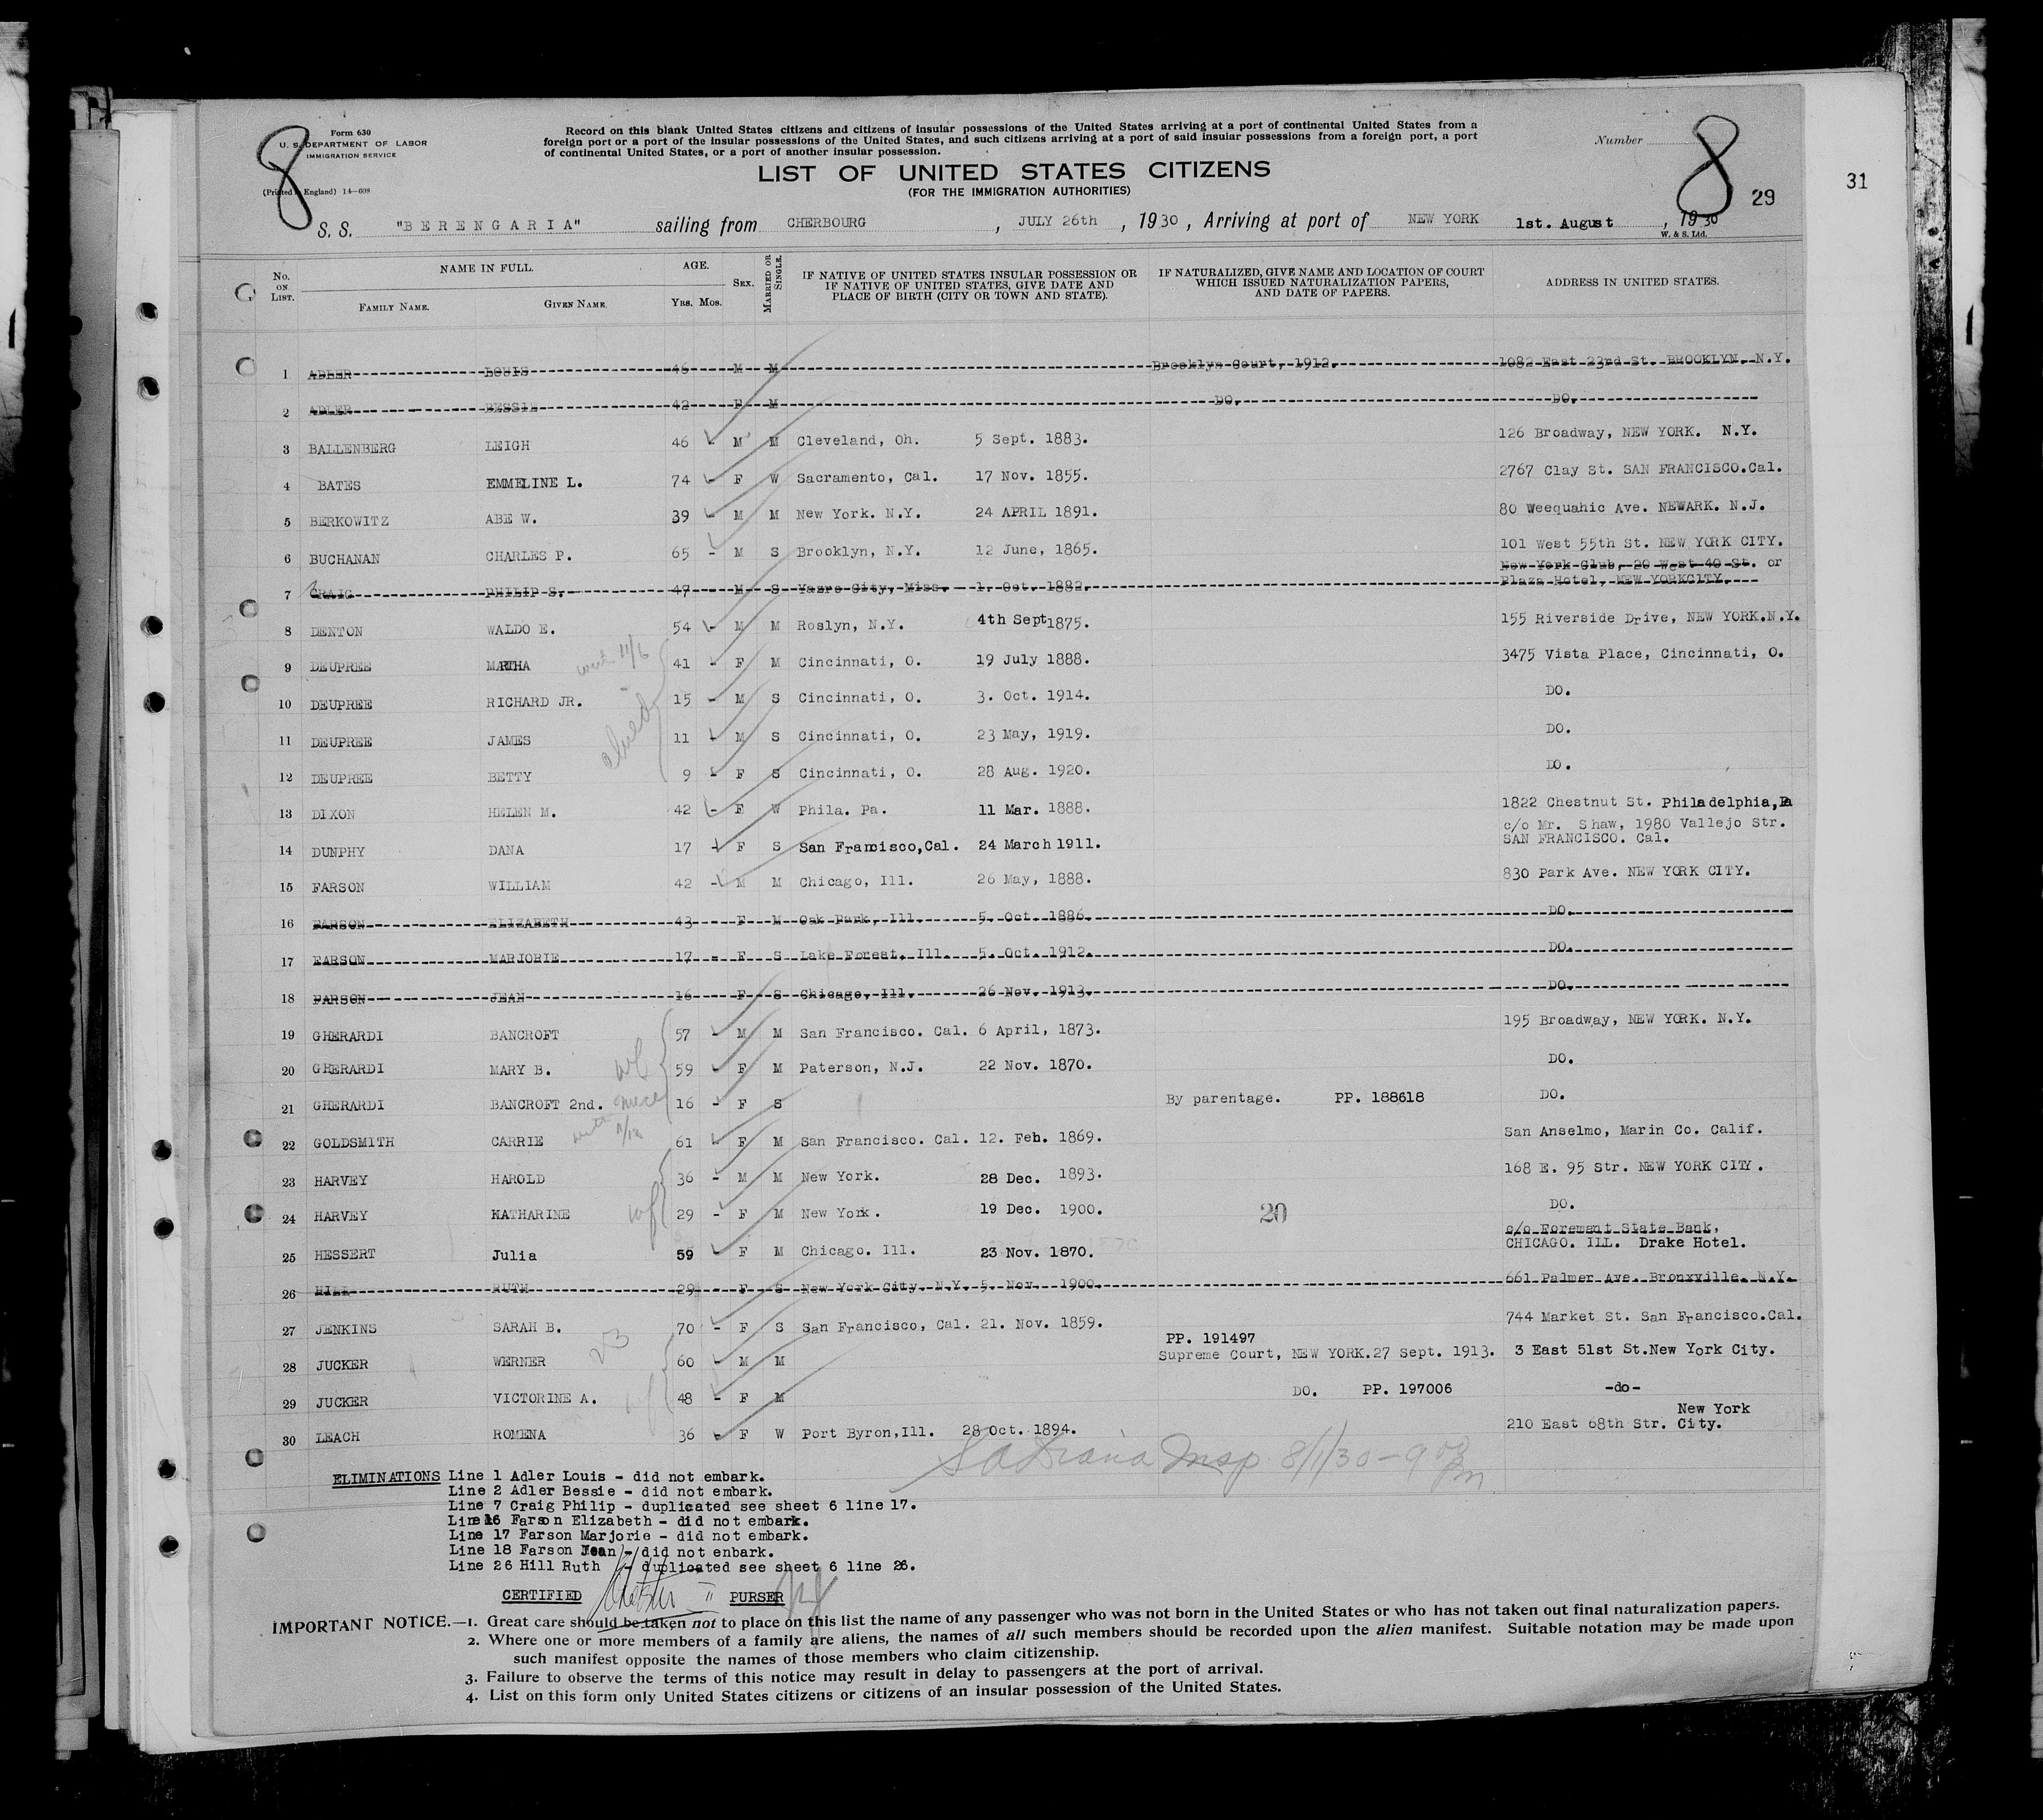 Form 630
U. S. DEPARTMENT OF LABOR
IMMIGRATION SERVICE
(Printed in England) 14—608
8
Record on this blank United States citizens and citizens of insular possessions of the United States arriving at a port of continental United States from a
foreign port or a port of the insular possessions of the United States, and such citizens arriving at a port of said insular possessions from a foreign port, a port
of continental United States, or a port of another insular possession.
Number
8
29
31
LIST OF UNITED STATES CITIZENS
(FOR THE IMMIGRATION AUTHORITIES)
S. S. "BERENGARIA" sailing from CHERBOURG, JULY 26th, 1930, Arriving at port of NEW YORK 1st. August, 1930
W. & S. Ltd.
No. ON LIST. NAME IN FULL. FAMILY NAME. GIVEN NAME. AGE. YRS. MOS. SEX. MARRIED OR SINGLE. IF NATIVE OF UNITED STATES INSULAR POSSESSION OR IF NATIVE OF UNITED STATES, GIVE DATE AND PLACE OF BIRTH (CITY OR TOWN AND STATE). IF NATURALIZED, GIVE NAME AND LOCATION OF COURT WHICH ISSUED NATURALIZATION PAPERS, AND DATE OF PAPERS. ADDRESS IN UNITED STATES.
1 ADLER LOUIS 46 M M Brooklyn Court, 1912. 1082 East 23rd St. BROOKLYN. N.Y.
2 ADLER BESSIE 42 F M DO. DO.
3 BALLENBERG LEIGH 46 - M M Cleveland, Oh. 5 Sept. 1883. 126 Broadway, NEW YORK. N.Y.
4 BATES EMMELINE L. 74 - F W Sacramento, Cal. 17 Nov. 1855. 2767 Clay St. SAN FRANCISCO.Cal.
5 BERKOWITZ ABE W. 39 - M M New York. N.Y. 24 APRIL 1891. 80 Weequahic Ave. NEWARK. N.J.
6 BUCHANAN CHARLES P. 65 - M S Brooklyn, N.Y. 12 June, 1865. 101 West 55th St. NEW YORK CITY.
7 CRAIG PHILIP S. 47 - M S Yazro City, Miss. 1. Oct. 1882. New York Club, 20 West 40 St. or Plaza Hotel, NEW YORKCITY.
8 DENTON WALDO E. 54 - M M Roslyn, N.Y. 4th Sept 1875. 155 Riverside Drive, NEW YORK.N.Y.
9 DEUPREE MARTHA 41 - F M Cincinnati, O. 19 July 1888. 3475 Vista Place, Cincinnati, O.
10 DEUPREE RICHARD JR. 15 - M S Cincinnati, O. 3. Oct. 1914. DO.
11 DEUPREE JAMES 11 - M S Cincinnati, O. 23 May, 1919. DO.
12 DEUPREE BETTY 9 - F S Cincinnati, O. 28 Aug. 1920. DO.
13 DIXON HELEN M. 42 - F W Phila. Pa. 11 Mar. 1888. 1822 Chestnut St. Philadelphia,Pa
14 DUNPHY DANA 17 - F S San Francisco,Cal. 24 March 1911. c/o Mr. Shaw, 1980 Vallejo Str. SAN FRANCISCO. Cal.
15 FARSON WILLIAM 42 - M M Chicago, Ill. 26 May, 1888. 830 Park Ave. NEW YORK CITY.
16 FARSON ELIZABETH 43 F M Oak Park, Ill. 5. Oct. 1886. DO.
17 FARSON MARJORIE 17 - F S Lake Forest, Ill. 5. Oct. 1912. DO.
18 FARSON JEAN 16 F S Chicago, Ill. 26 Nov. 1913. DO.
19 GHERARDI BANCROFT 57 - M M San Francisco. Cal. 6 April, 1873. 195 Broadway, NEW YORK. N.Y.
20 GHERARDI MARY B. wf 59 - F M Paterson, N.J. 22 Nov. 1870. DO.
21 GHERARDI BANCROFT 2nd. niece 16 - F S By parentage. PP. 188618 DO.
22 GOLDSMITH CARRIE 61 - F M San Francisco. Cal. 12. Feb. 1869. San Anselmo, Marin Co. Calif.
23 HARVEY HAROLD 36 - M M New York. 28 Dec. 1893. 168 E. 95 Str. NEW YORK CITY.
24 HARVEY KATHARINE wf 29 - F M New York. 19 Dec. 1900. 20 DO.
25 HESSERT Julia 59 - F M Chicago. Ill. 23 Nov. 1870. c/o Foremant State Bank, CHICAGO. ILL. Drake Hotel.
26 HILL RUTH 29 - F S New York City. N.Y. 5. Nov. 1900. 661 Palmer Ave. Bronxville. N.Y.
27 JENKINS SARAH B. 70 - F S San Francisco, Cal. 21. Nov. 1859. 744 Market St. San Francisco.Cal.
28 JUCKER WERNER 60 - M M PP. 191497 Supreme Court, NEW YORK.27 Sept. 1913. 3 East 51st St.New York City.
29 JUCKER VICTORINE A. wf 48 - F M DO. PP. 197006 -do-
30 LEACH ROMENA 36 - F W Port Byron,Ill. 28 Oct. 1894. 210 East 68th Str. New York City.
Insp 8/1/30-9 PM
ELIMINATIONS Line 1 Adler Louis - did not embark.
Line 2 Adler Bessie - did not embark.
Line 7 Craig Philip - duplicated see sheet 6 line 17.
Line 16 Farson Elizabeth - did not embark.
Line 17 Farson Marjorie - did not embark.
Line 18 Farson Jean - did not enbark.
Line 26 Hill Ruth - duplicated see sheet 6 line 26.
CERTIFIED PURSER
IMPORTANT NOTICE.—1. Great care should be taken not to place on this list the name of any passenger who was not born in the United States or who has not taken out final naturalization papers.
2. Where one or more members of a family are aliens, the names of all such members should be recorded upon the alien manifest. Suitable notation may be made upon
such manifest opposite the names of those members who claim citizenship.
3. Failure to observe the terms of this notice may result in delay to passengers at the port of arrival.
4. List on this form only United States citizens or citizens of an insular possession of the United States.